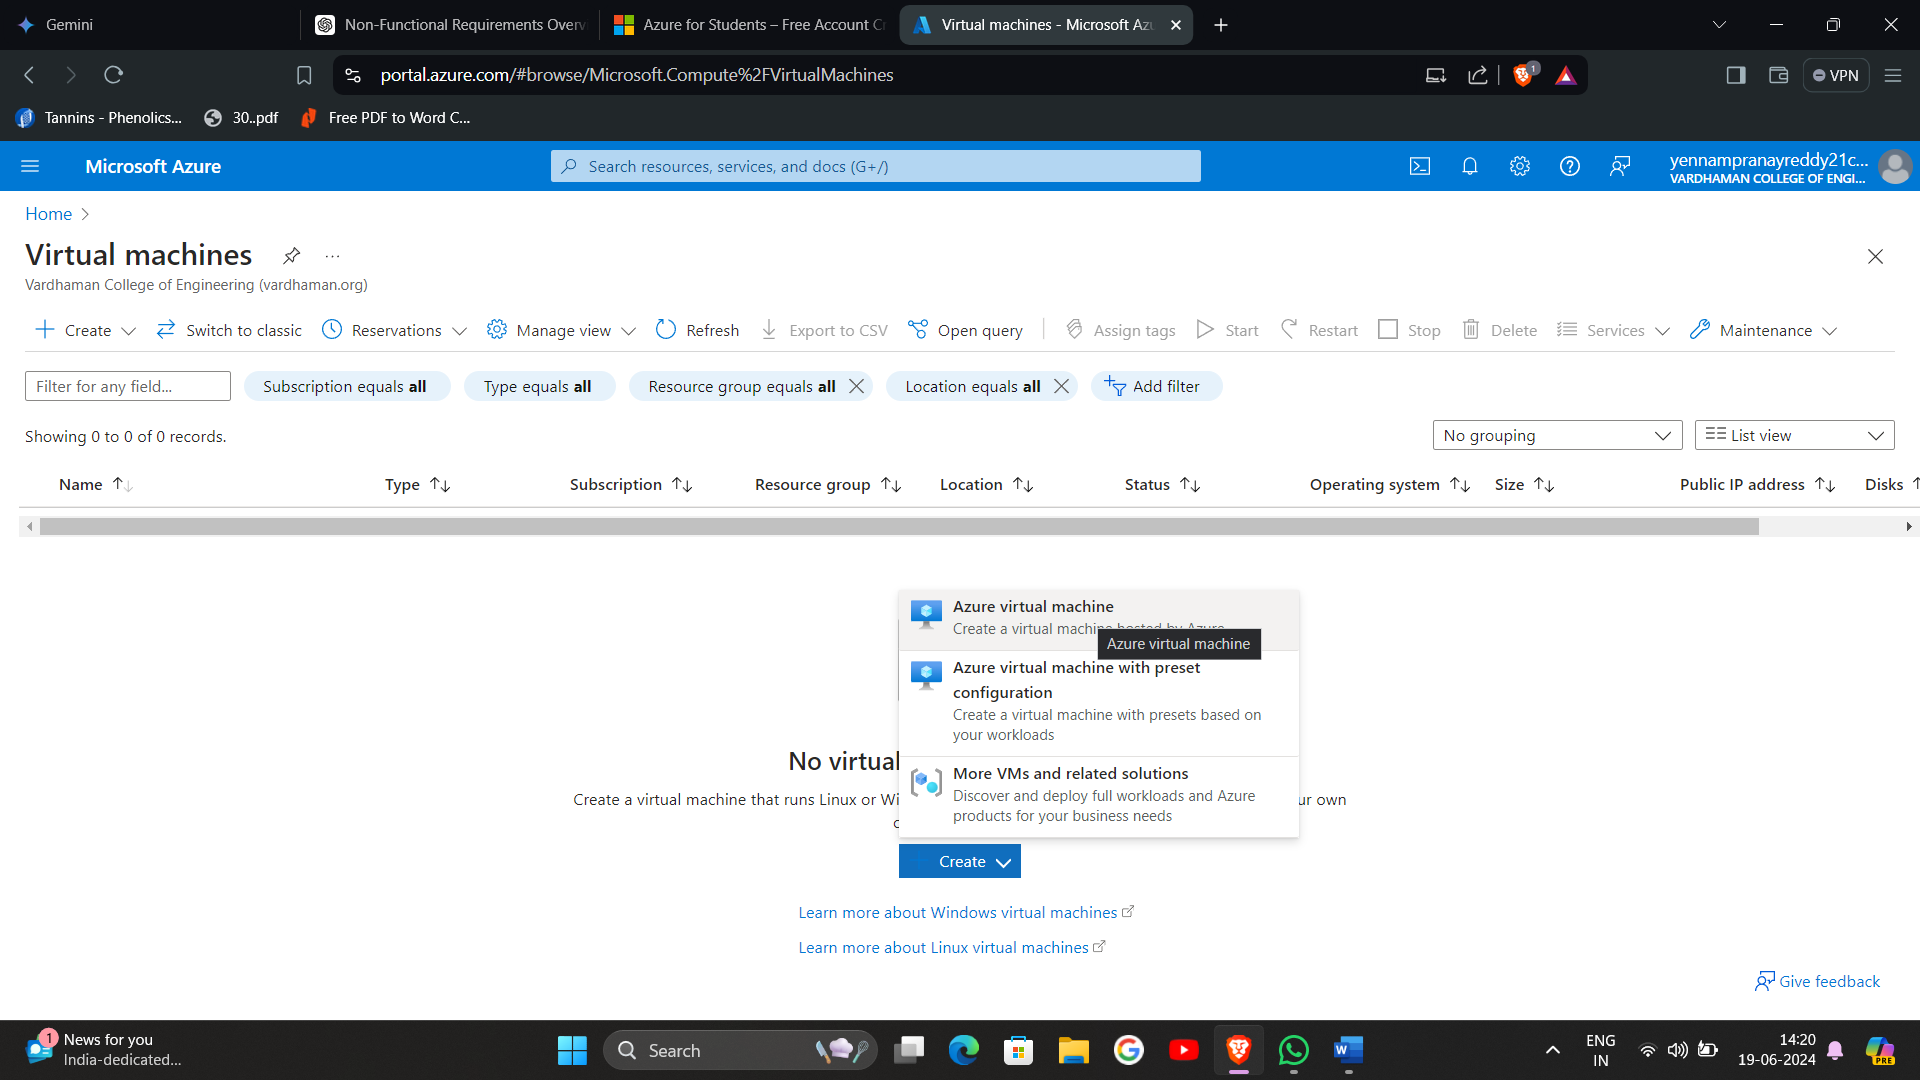 Gemini
Non-Functional Requirements Overv
Azure for Students – Free Account Cr
Virtual machines - Microsoft Azu
portal.azure.com/#browse/Microsoft.Compute%2FVirtualMachines
1
VPN
Tannins - Phenolics...
30..pdf
Free PDF to Word C...
Microsoft Azure
Search resources, services, and docs (G+/)
yennampranayreddy21c...
VARDHAMAN COLLEGE OF ENGI...
Home
Virtual machines
...
Vardhaman College of Engineering (vardhaman.org)
Create
Switch to classic
Reservations
Manage view
Refresh
Export to CSV
Open query
Assign tags
Start
Restart
Stop
Delete
Services
Maintenance
Filter for any field...
Subscription equals all
Type equals all
Resource group equals all
Location equals all
Add filter
Showing 0 to 0 of 0 records.
No grouping
List view
Name
Type
Subscription
Resource group
Location
Status
Operating system
Size
Public IP address
Disks
Azure virtual machine
Create a virtual machine hosted by Azure
Azure virtual machine
Azure virtual machine with preset
configuration
Create a virtual machine with presets based on
your workloads
More VMs and related solutions
Discover and deploy full workloads and Azure
products for your business needs
No virtual
Create a virtual machine that runs Linux or Wi
ur own
Create
Learn more about Windows virtual machines
Learn more about Linux virtual machines
Give feedback
1
News for you
India-dedicated...
Search
W
ENG
IN
14:20
19-06-2024
PRE